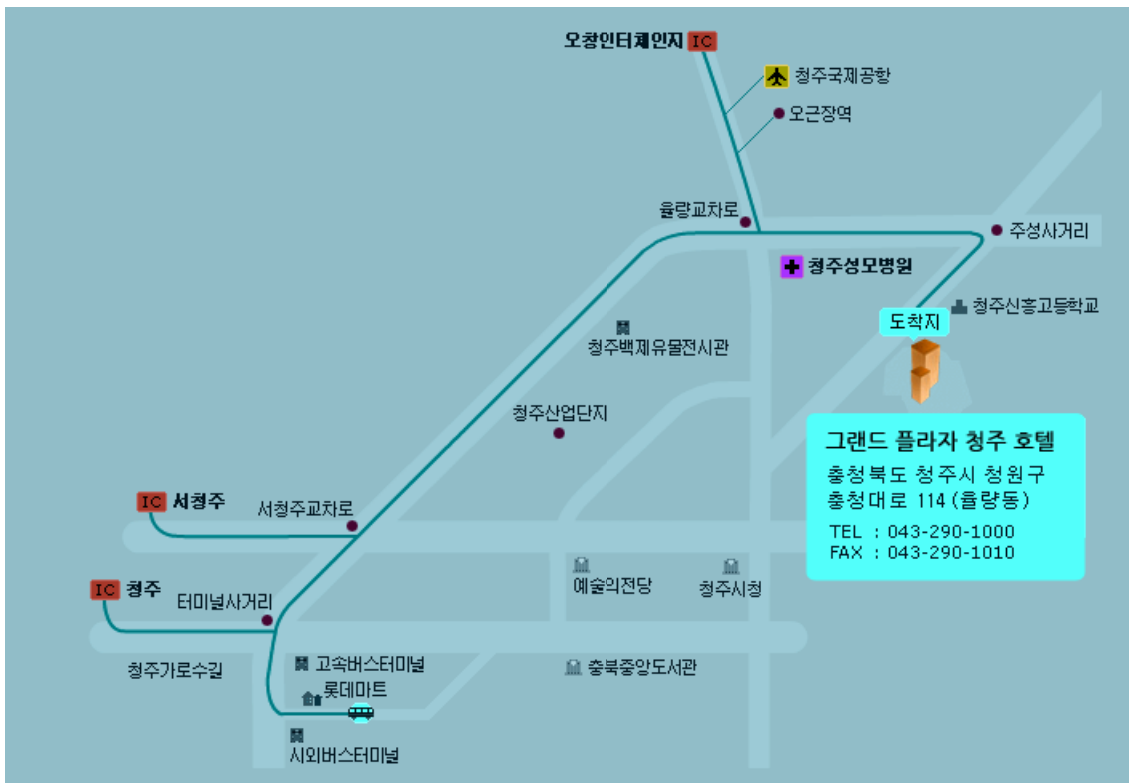 오창인터체인지 IC
청주국제공항
오근장역
율량교차로
주성사거리
청주성모병원
청주신흥고등학교
도착지
청주백제유물전시관
청주산업단지
그랜드 플라자 청주 호텔
충청북도 청주시 청원구
충청대로 114 (율량동)
TEL : 043-290-1000
FAX : 043-290-1010
IC 서청주
서청주교차로
예술의전당
청주시청
IC 청주
터미널사거리
청주가로수길
고속버스터미널
충북중앙도서관
롯데마트
시외버스터미널